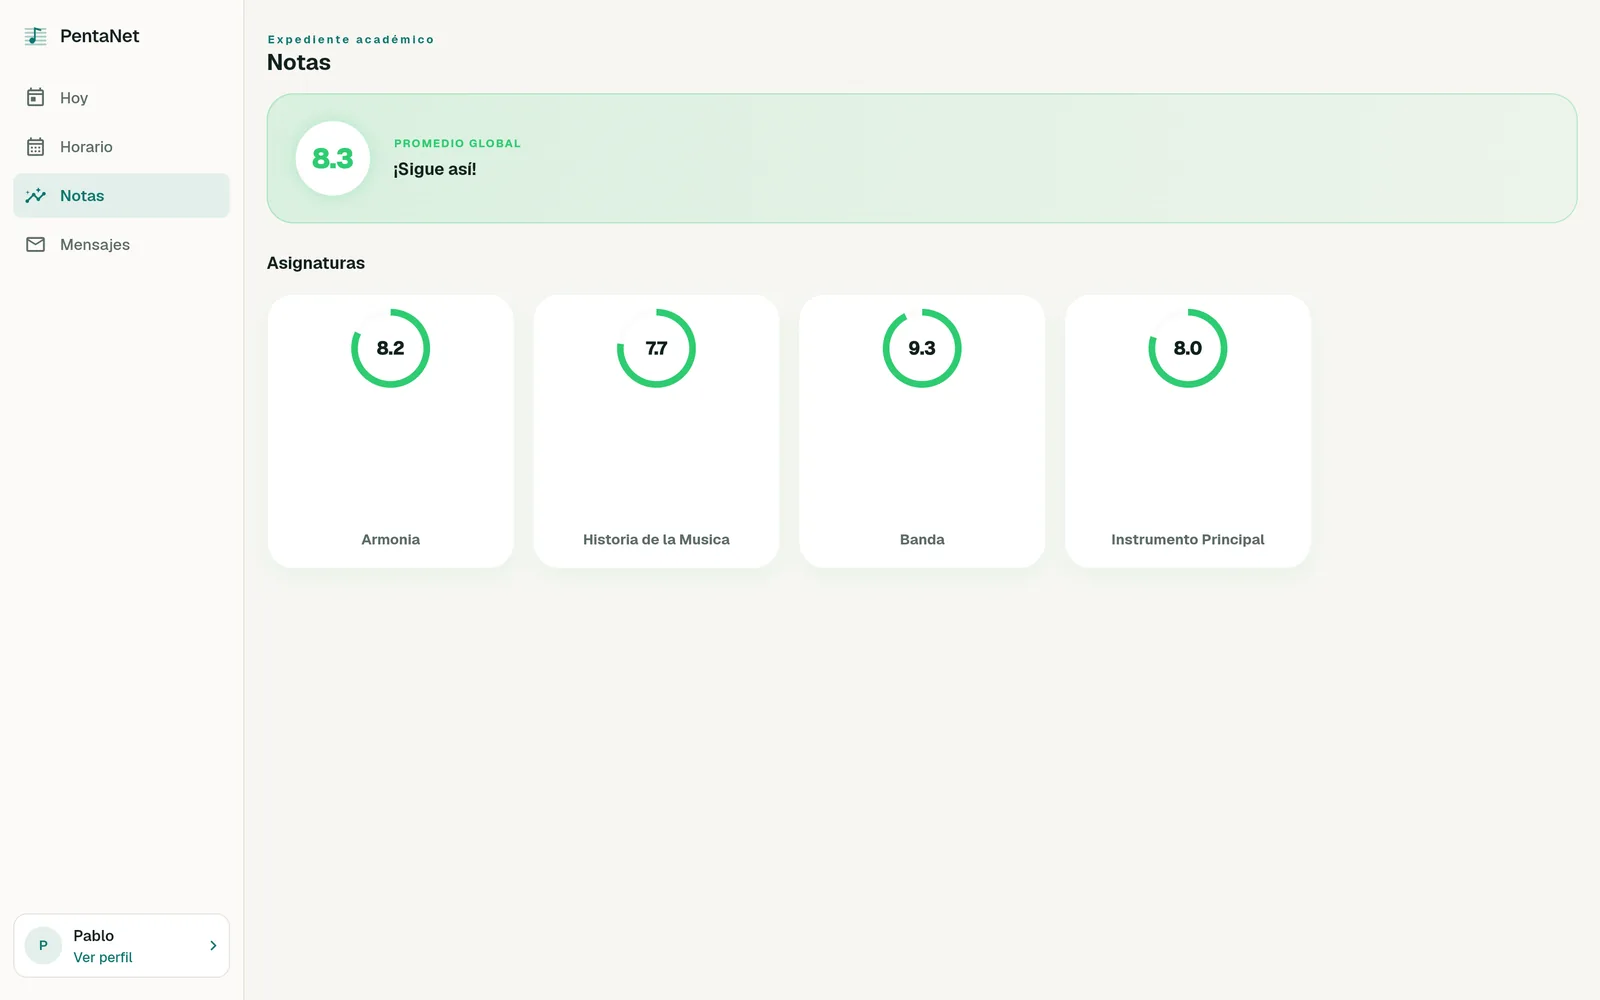 PentaNet
Hoy
Horario
Notas
Mensajes
Expediente académico
Notas
8.3
PROMEDIO GLOBAL
¡Sigue así!
Asignaturas
8.2
7.7
9.3
8.0
Armonia
Historia de la Musica
Banda
Instrumento Principal
P
Pablo
Ver perfil